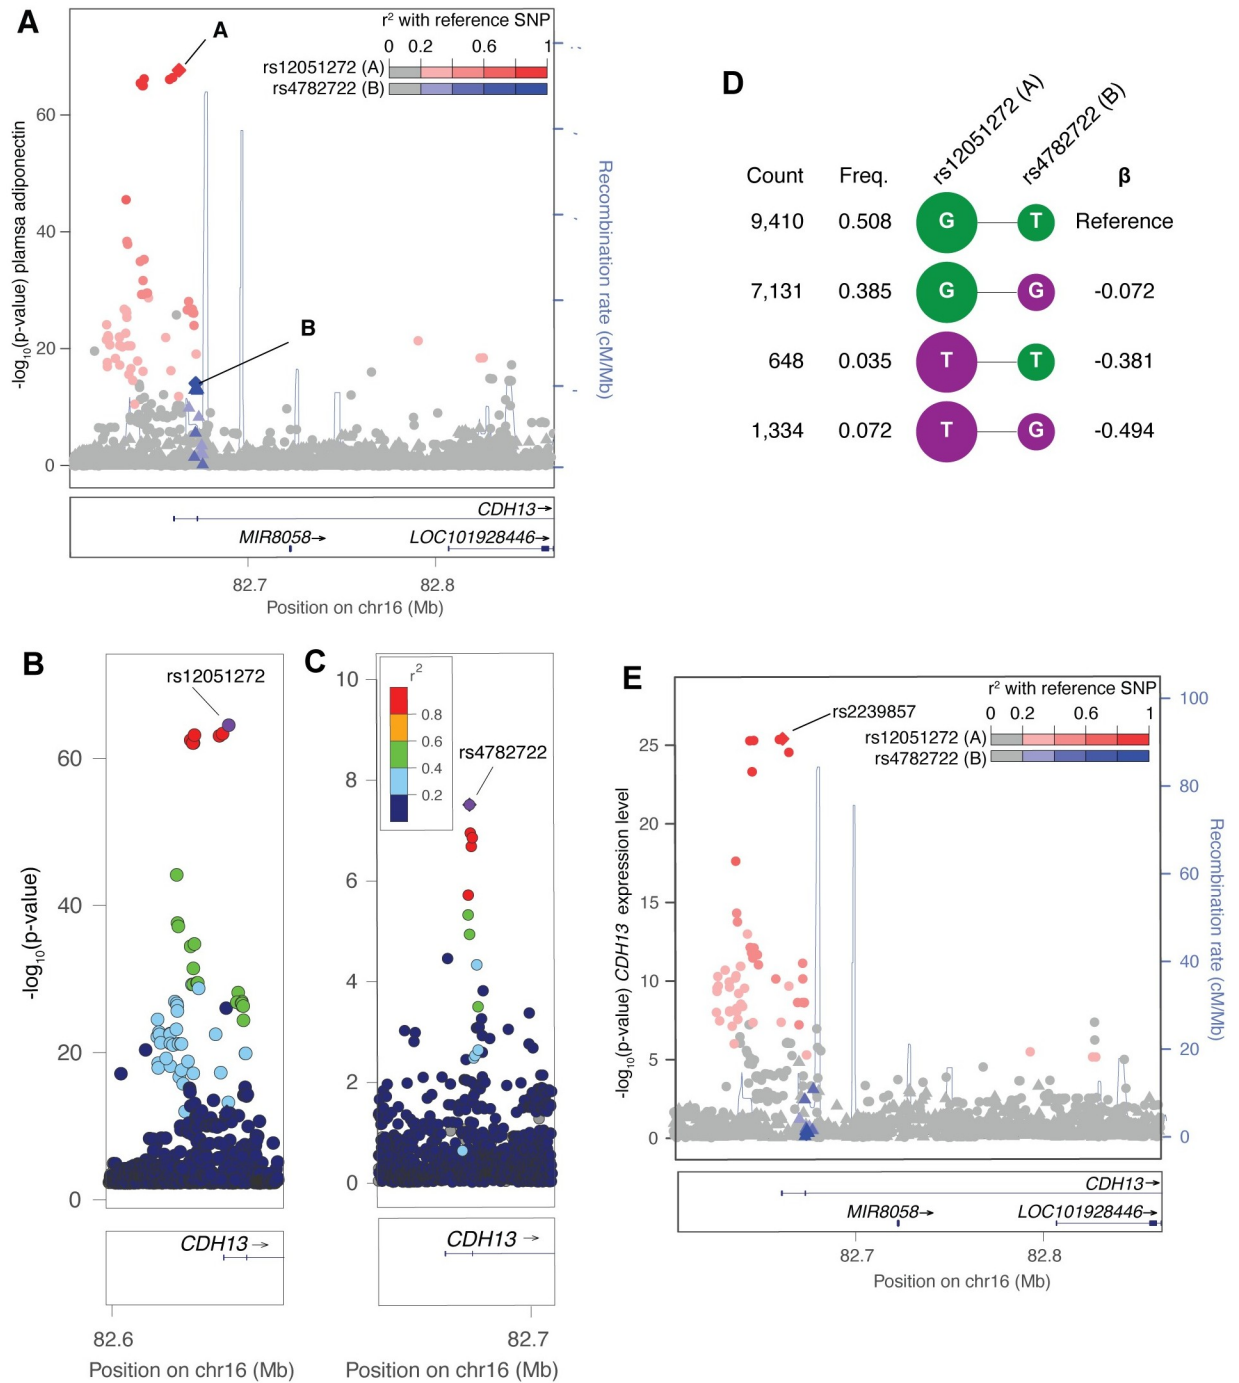 A
r² with reference SNP
0 0.2 0.6 1
rs12051272 (A)
rs4782722 (B)
A
B
60
40
20
0
-log₁₀(p-value) plamsa adiponectin
Recombination rate (cM/Mb)
CDH13→
MIR8058→ LOC101928446→
82.7 82.8
Position on chr16 (Mb)
D
rs12051272 (A)
rs4782722 (B)
Count Freq. β
9,410 0.508 G T Reference
7,131 0.385 G G -0.072
648 0.035 T T -0.381
1,334 0.072 T G -0.494
B
rs12051272
60
40
20
0
-log₁₀(p-value)
CDH13 →
82.6
Position on chr16 (Mb)
C
r²
0.8
0.6
0.4
0.2
rs4782722
10
8
6
4
2
0
CDH13 →
82.7
Position on chr16 (Mb)
E
r² with reference SNP
0 0.2 0.6 1
rs12051272 (A)
rs4782722 (B)
rs2239857
25
20
15
10
5
0
-log₁₀(p-value) CDH13 expression level
100
80
60
40
20
0
Recombination rate (cM/Mb)
CDH13→
MIR8058→ LOC101928446→
82.7 82.8
Position on chr16 (Mb)